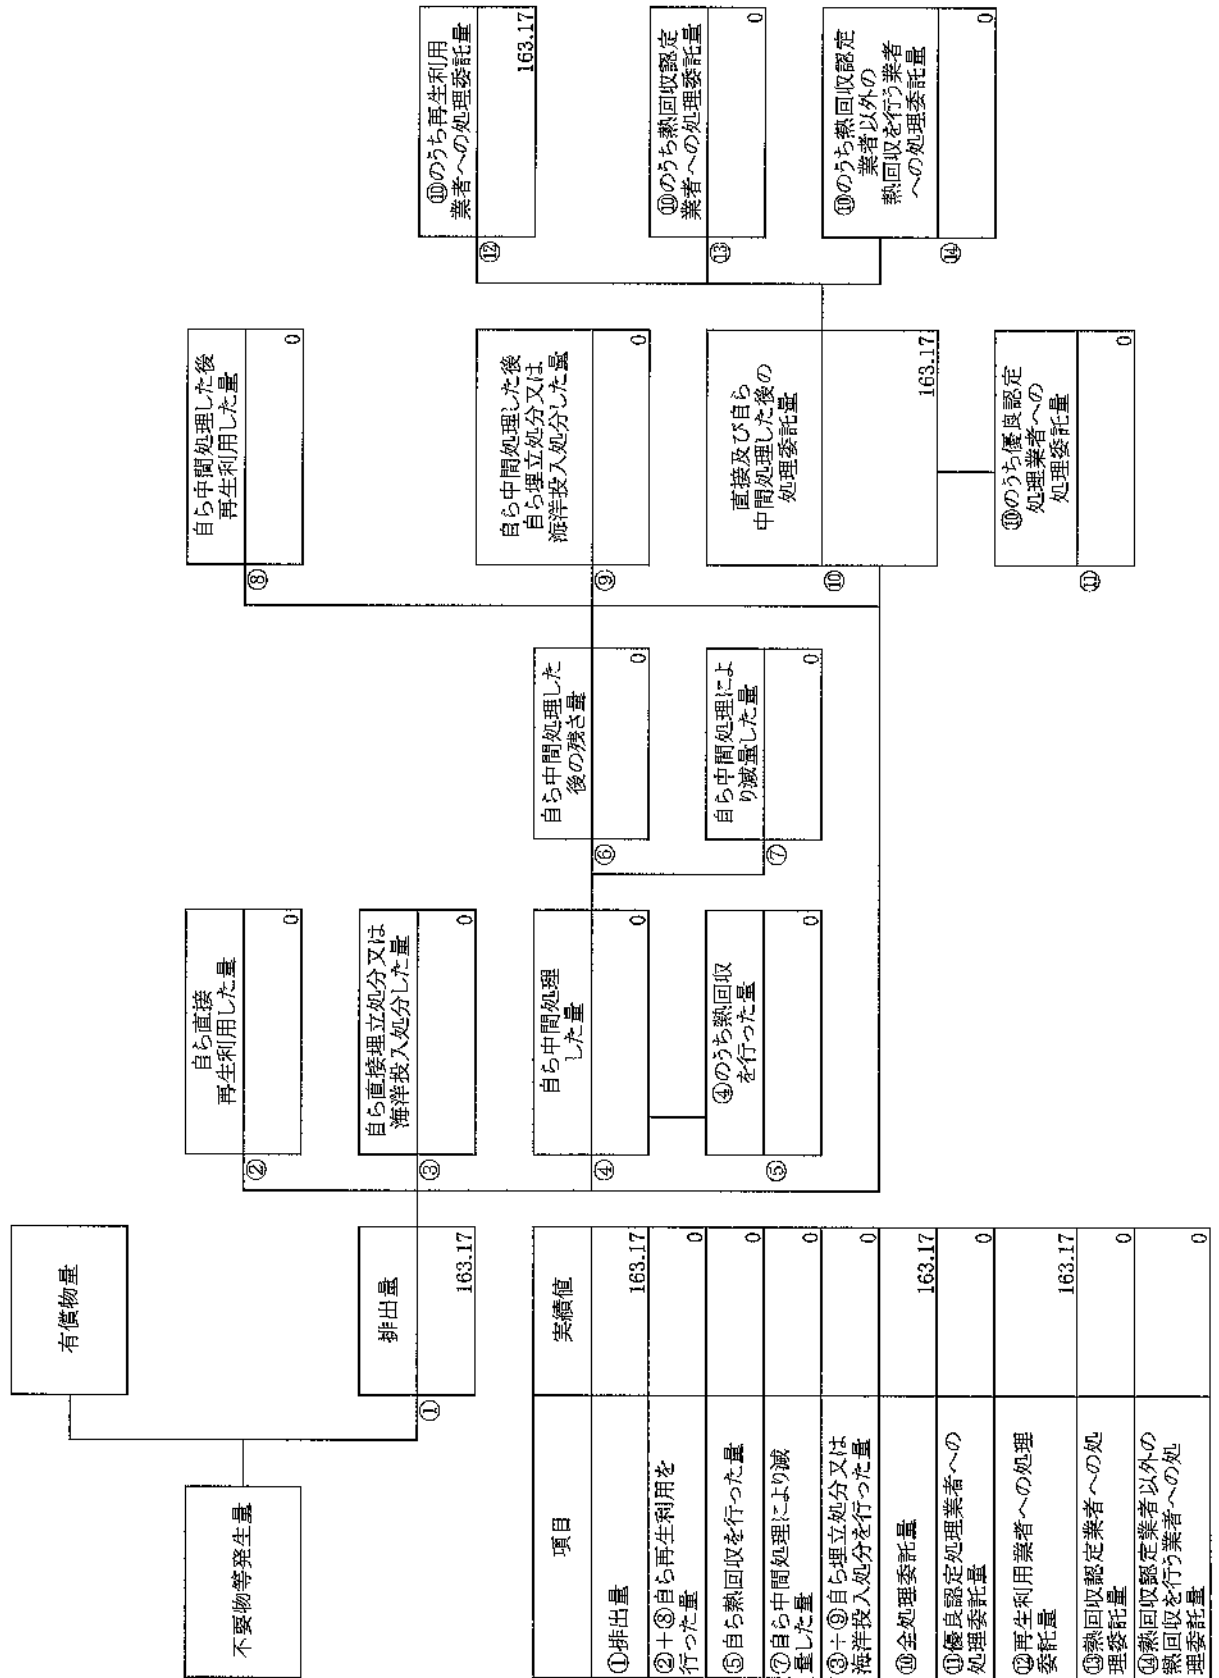 不要物等発生量
有償物量
①
排出量
163.17
②
自ら直接
再生利用した量
0
③
自ら直接埋立処分又は
海洋投入処分した量
0
④
自ら中間処理
した量
0
⑤
④のうち熱回収
を行った量
0
⑥
自ら中間処理した
後の残さ量
0
⑦
自ら中間処理によ
り減量した量
0
⑧
自ら中間処理した後
再生利用した量
0
⑨
自ら中間処理した後
自ら埋立処分又は
海洋投入処分した量
0
⑩
直接及び自ら
中間処理した後の
処理委託量
163.17
⑪
⑩のうち優良認定
処理業者への
処理委託量
0
⑫
⑩のうち再生利用
業者への処理委託量
163.17
⑬
⑩のうち熱回収認定
業者への処理委託量
0
⑭
⑩のうち熱回収認定
業者以外の
熱回収を行う業者
への処理委託量
0
項目 実績値
①排出量 163.17
②+⑧自ら再生利用を
行った量 0
⑤自ら熱回収を行った量 0
⑦自ら中間処理により減
量した量 0
③+⑨自ら埋立処分又は
海洋投入処分を行った量 0
⑩全処理委託量 163.17
⑪優良認定処理業者への
処理委託量 0
⑫再生利用業者への処理
委託量 163.17
⑬熱回収認定業者への処
理委託量 0
⑭熱回収認定業者以外の
熱回収を行う業者への処
理委託量 0